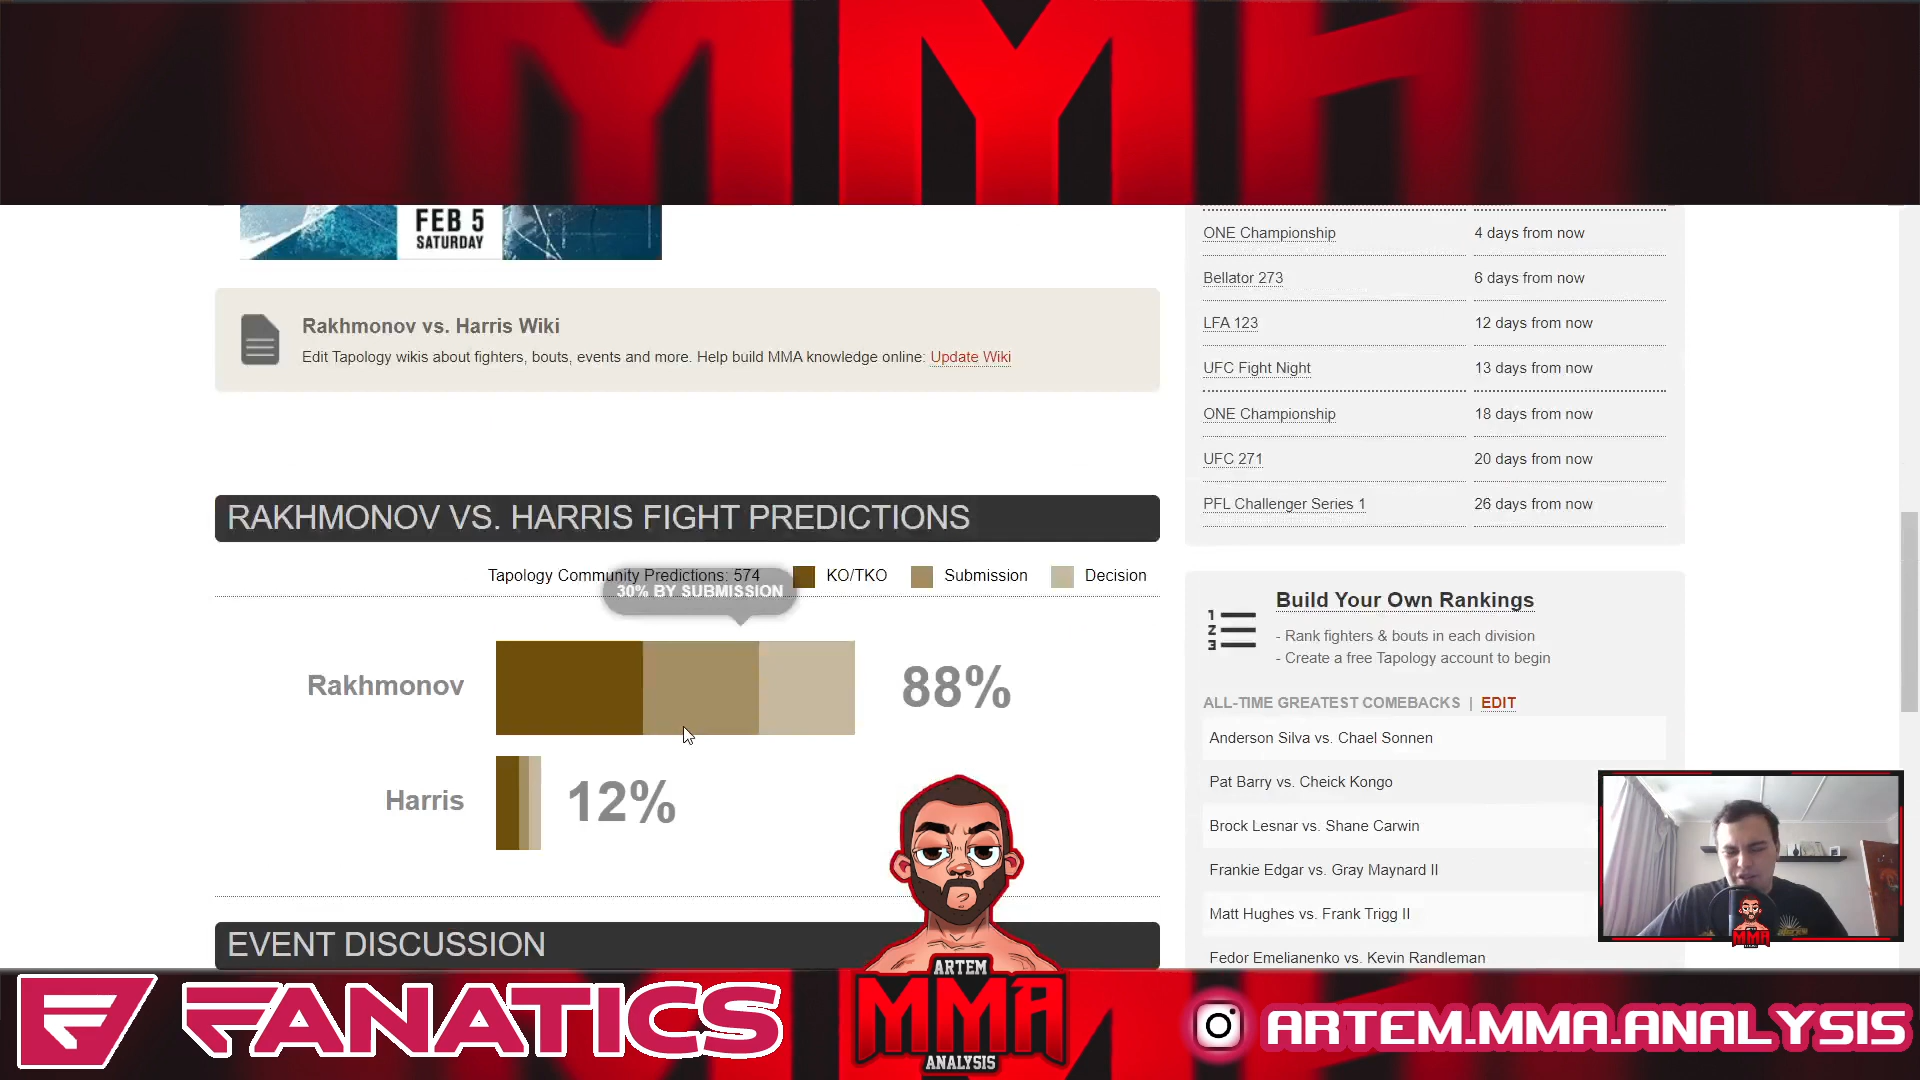 MMA
FEB 5
SATURDAY
Rakhmonov vs. Harris Wiki
Edit Tapology wikis about fighters, bouts, events and more. Help build MMA knowledge online: Update Wiki
RAKHMONOV VS. HARRIS FIGHT PREDICTIONS
Tapology Community Predictions: 574
KO/TKO
Submission
Decision
30% BY SUBMISSION
Rakhmonov
88%
Harris
12%
EVENT DISCUSSION
ONE Championship 4 days from now
Bellator 273 6 days from now
LFA 123 12 days from now
UFC Fight Night 13 days from now
ONE Championship 18 days from now
UFC 271 20 days from now
PFL Challenger Series 1 26 days from now
1
2
3
Build Your Own Rankings
- Rank fighters & bouts in each division
- Create a free Tapology account to begin
ALL-TIME GREATEST COMEBACKS | EDIT
Anderson Silva vs. Chael Sonnen
Pat Barry vs. Cheick Kongo
Brock Lesnar vs. Shane Carwin
Frankie Edgar vs. Gray Maynard II
Matt Hughes vs. Frank Trigg II
Fedor Emelianenko vs. Kevin Randleman
MMA
FANATICS
ARTEM
MMA
ANALYSIS
ARTEM.MMA.ANALYSIS